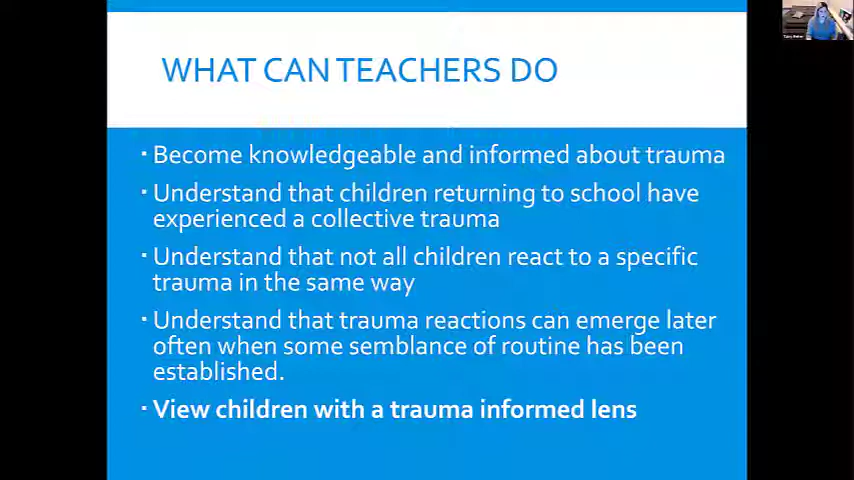 WHAT CAN TEACHERS DO
▪ Become knowledgeable and informed about trauma
▪ Understand that children returning to school have
experienced a collective trauma
▪ Understand that not all children react to a specific
trauma in the same way
▪ Understand that trauma reactions can emerge later
often when some semblance of routine has been
established.
▪ View children with a trauma informed lens